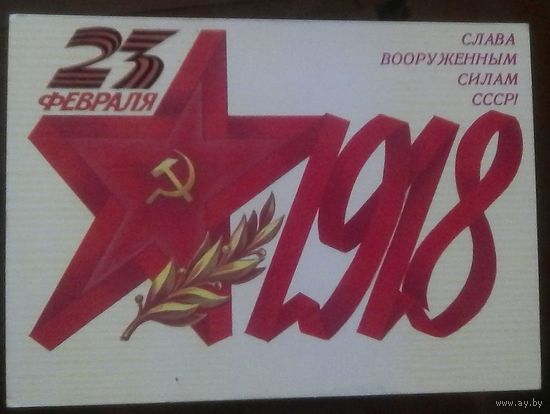 23
ФЕВРАЛЯ
СЛАВА
ВООРУЖЕННЫМ
СИЛАМ
СССР!
1918
www.ay.by